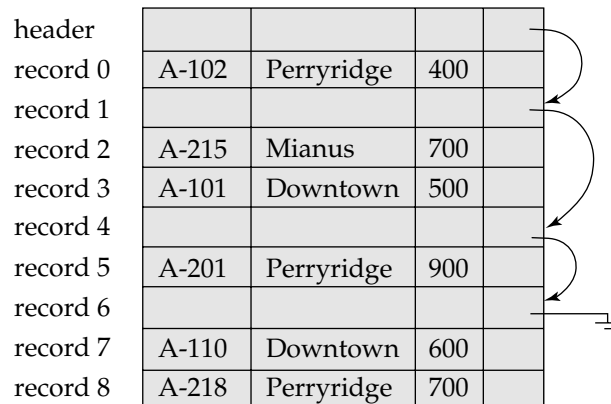 header
record 0 A-102 Perryridge 400
record 1
record 2 A-215 Mianus 700
record 3 A-101 Downtown 500
record 4
record 5 A-201 Perryridge 900
record 6
record 7 A-110 Downtown 600
record 8 A-218 Perryridge 700